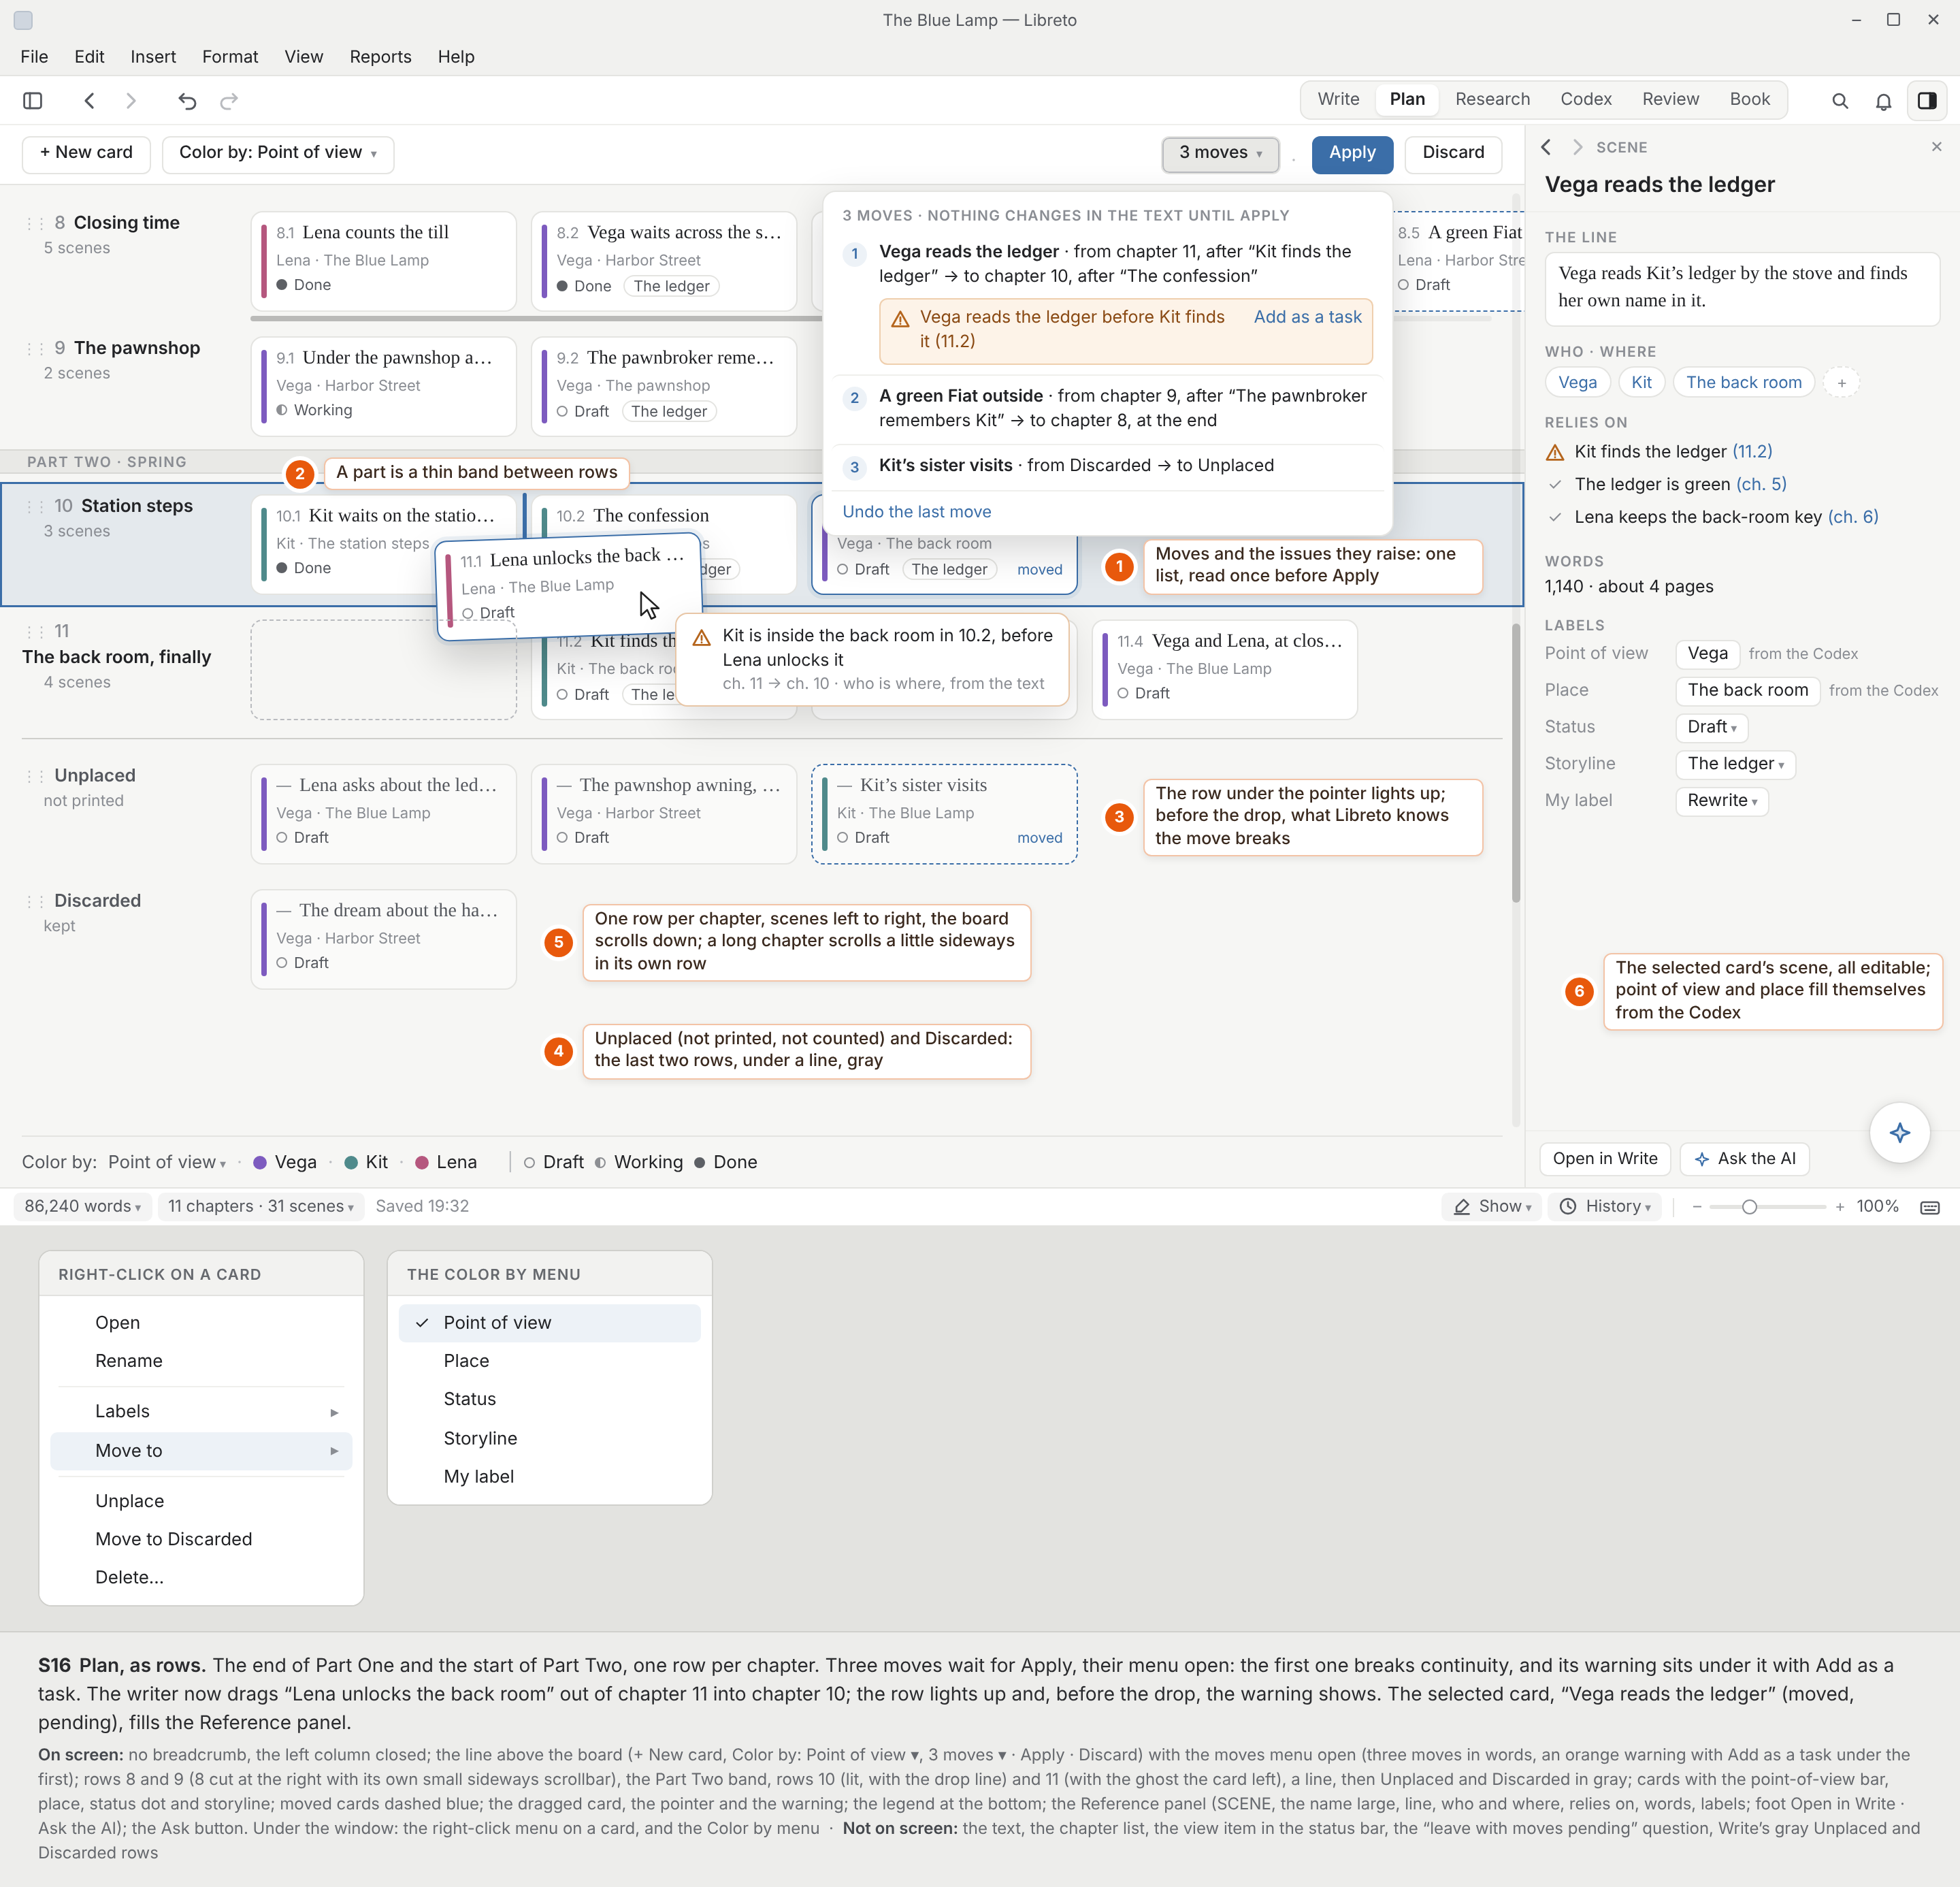 The Blue Lamp — Libreto
File Edit Insert Format View Reports Help
Write Plan Research Codex Review Book
+ New card
Color by: Point of view ▾
3 moves ▾ · Apply Discard
8 Closing time
5 scenes
8.1 Lena counts the till
Lena · The Blue Lamp
Done
8.2 Vega waits across the s…
Vega · Harbor Street
Done The ledger
8.5 A green Fiat
Lena · Harbor Stre
Draft
9 The pawnshop
2 scenes
9.1 Under the pawnshop a…
Vega · Harbor Street
Working
9.2 The pawnbroker reme…
Vega · The pawnshop
Draft The ledger
3 MOVES · NOTHING CHANGES IN THE TEXT UNTIL APPLY
1 Vega reads the ledger · from chapter 11, after “Kit finds the
ledger” → to chapter 10, after “The confession”
Vega reads the ledger before Kit finds
it (11.2)
Add as a task
2 A green Fiat outside · from chapter 9, after “The pawnbroker
remembers Kit” → to chapter 8, at the end
3 Kit’s sister visits · from Discarded → to Unplaced
Undo the last move
PART TWO · SPRING
2 A part is a thin band between rows
10 Station steps
3 scenes
10.1 Kit waits on the statio…
Kit · The station steps
Done
10.2 The confession
s
dger
Vega · The back room
Draft The ledger moved
11.1 Lena unlocks the back …
Lena · The Blue Lamp
Draft
1 Moves and the issues they raise: one
list, read once before Apply
Kit is inside the back room in 10.2, before
Lena unlocks it
ch. 11 → ch. 10 · who is where, from the text
11
The back room, finally
4 scenes
11.2 Kit finds th
Kit · The back ro
Draft The le
11.4 Vega and Lena, at clos…
Vega · The Blue Lamp
Draft
Unplaced
not printed
— Lena asks about the led…
Vega · The Blue Lamp
Draft
— The pawnshop awning, …
Vega · Harbor Street
Draft
— Kit’s sister visits
Kit · The Blue Lamp
Draft moved
3 The row under the pointer lights up;
before the drop, what Libreto knows
the move breaks
Discarded
kept
— The dream about the ha…
Vega · Harbor Street
Draft
5 One row per chapter, scenes left to right, the board
scrolls down; a long chapter scrolls a little sideways
in its own row
4 Unplaced (not printed, not counted) and Discarded:
the last two rows, under a line, gray
Color by: Point of view ▾ · Vega · Kit · Lena Draft Working Done
SCENE
Vega reads the ledger
THE LINE
Vega reads Kit’s ledger by the stove and finds
her own name in it.
WHO · WHERE
Vega Kit The back room +
RELIES ON
Kit finds the ledger (11.2)
The ledger is green (ch. 5)
Lena keeps the back-room key (ch. 6)
WORDS
1,140 · about 4 pages
LABELS
Point of view Vega from the Codex
Place The back room from the Codex
Status Draft ▾
Storyline The ledger ▾
My label Rewrite ▾
6 The selected card’s scene, all editable;
point of view and place fill themselves
from the Codex
Open in Write Ask the AI
86,240 words ▾ 11 chapters · 31 scenes ▾ Saved 19:32
Show ▾ History ▾ − + 100%
RIGHT-CLICK ON A CARD
Open
Rename
Labels ▸
Move to ▸
Unplace
Move to Discarded
Delete…
THE COLOR BY MENU
Point of view
Place
Status
Storyline
My label
S16 Plan, as rows. The end of Part One and the start of Part Two, one row per chapter. Three moves wait for Apply, their menu open: the first one breaks continuity, and its warning sits under it with Add as a
task. The writer now drags “Lena unlocks the back room” out of chapter 11 into chapter 10; the row lights up and, before the drop, the warning shows. The selected card, “Vega reads the ledger” (moved,
pending), fills the Reference panel.
On screen: no breadcrumb, the left column closed; the line above the board (+ New card, Color by: Point of view ▾, 3 moves ▾ · Apply · Discard) with the moves menu open (three moves in words, an orange warning with Add as a task under the
first); rows 8 and 9 (8 cut at the right with its own small sideways scrollbar), the Part Two band, rows 10 (lit, with the drop line) and 11 (with the ghost the card left), a line, then Unplaced and Discarded in gray; cards with the point-of-view bar,
place, status dot and storyline; moved cards dashed blue; the dragged card, the pointer and the warning; the legend at the bottom; the Reference panel (SCENE, the name large, line, who and where, relies on, words, labels; foot Open in Write ·
Ask the AI); the Ask button. Under the window: the right-click menu on a card, and the Color by menu · Not on screen: the text, the chapter list, the view item in the status bar, the “leave with moves pending” question, Write’s gray Unplaced and
Discarded rows